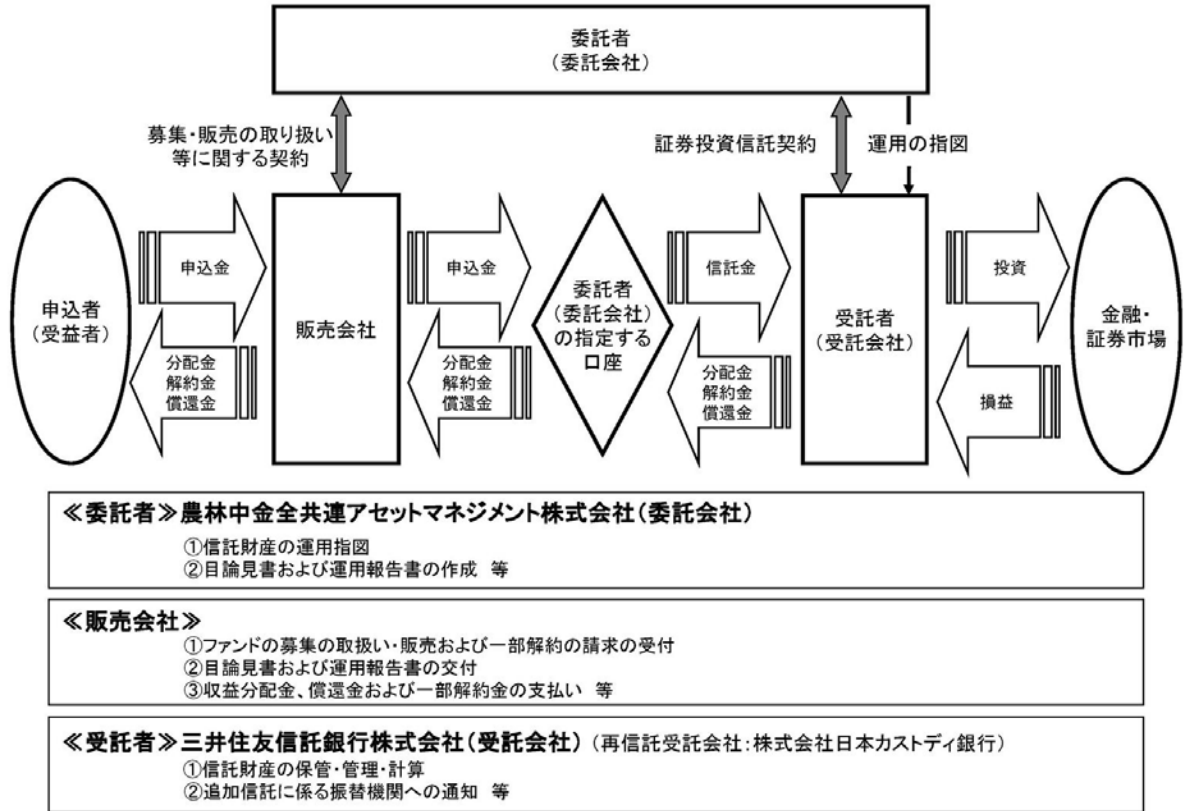 委託者
(委託会社)
募集・販売の取り扱い
等に関する契約
証券投資信託契約
運用の指図
申込者
(受益者)
申込金
分配金
解約金
償還金
販売会社
申込金
分配金
解約金
償還金
委託者
(委託会社)
の指定する
口座
信託金
分配金
解約金
償還金
受託者
(受託会社)
投資
損益
金融・
証券市場
≪委託者≫農林中金全共連アセットマネジメント株式会社(委託会社)
①信託財産の運用指図
②目論見書および運用報告書の作成 等
≪販売会社≫
①ファンドの募集の取扱い・販売および一部解約の請求の受付
②目論見書および運用報告書の交付
③収益分配金、償還金および一部解約金の支払い 等
≪受託者≫三井住友信託銀行株式会社(受託会社) (再信託受託会社:株式会社日本カストディ銀行)
①信託財産の保管・管理・計算
②追加信託に係る振替機関への通知 等